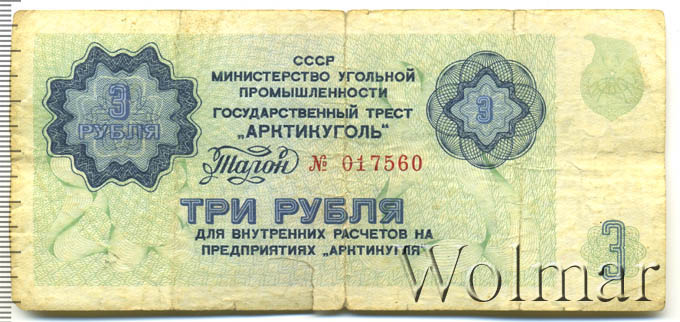 СССР
МИНИСТЕРСТВО УГОЛЬНОЙ
ПРОМЫШЛЕННОСТИ
ГОСУДАРСТВЕННЫЙ ТРЕСТ
„АРКТИКУГОЛЬ“
3
РУБЛЯ
3
Талон № 017560
ТРИ РУБЛЯ
ДЛЯ ВНУТРЕННИХ РАСЧЕТОВ НА
ПРЕДПРИЯТИЯХ „АРКТИКУГЛЯ“
3
Wolmar